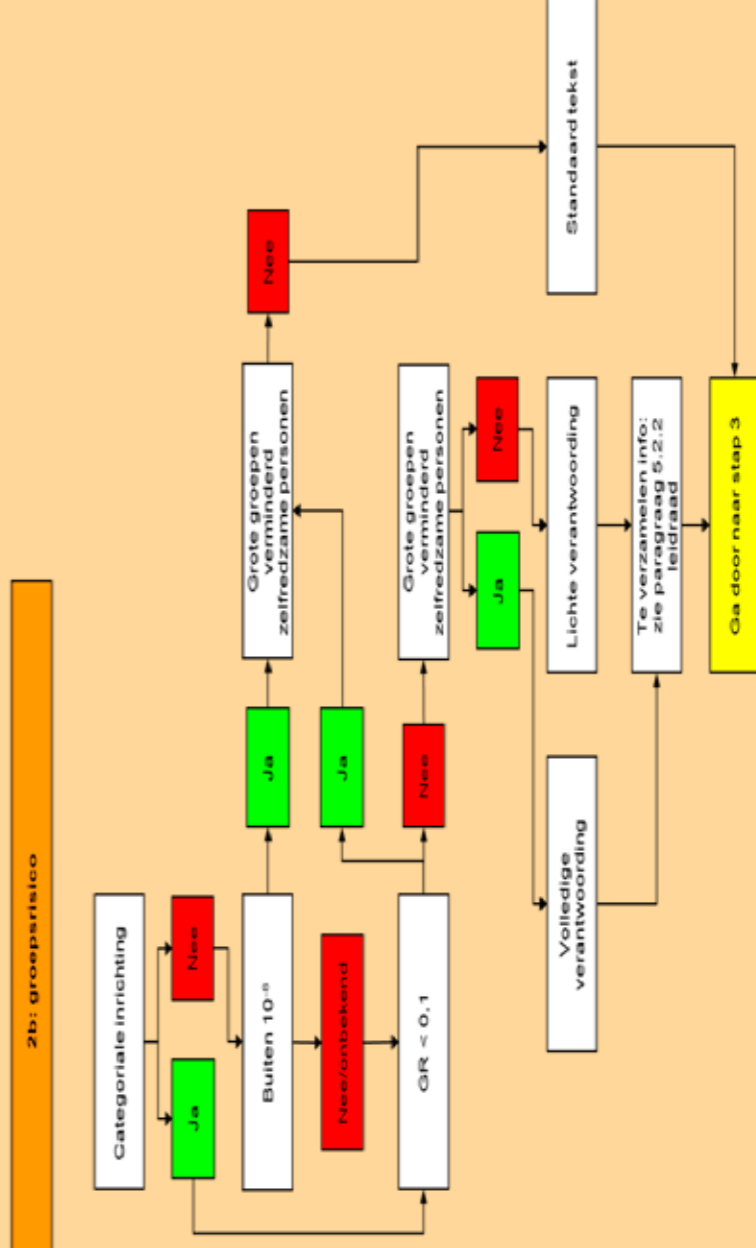 2b: groepsrisico
Categoriale inrichting
Ja
Nee
Buiten 10⁻⁸
Ja
Grote groepen
verminderd
zelfredzame personen
Nee
Nee/onbekend
Ja
GR < 0,1
Nee
Grote groepen
verminderd
zelfredzame personen
Ja
Nee
Volledige
verantwoording
Lichte verantwoording
Standaard tekst
Te verzamelen info:
zie paragraaf 5.2.2
leidraad
Ga door naar stap 3